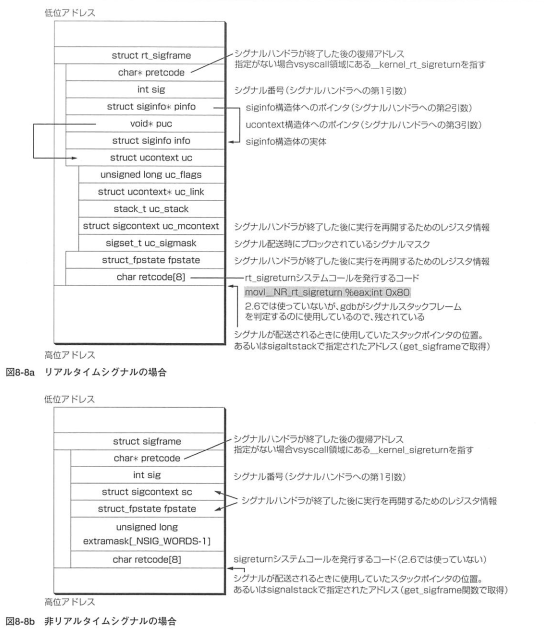 低位アドレス
struct rt_sigframe
char* pretcode
シグナルハンドラが終了した後の復帰アドレス
指定がない場合vsyscall領域にある__kernel_rt_sigreturnを指す
int sig
シグナル番号(シグナルハンドラへの第1引数)
struct siginfo* pinfo
siginfo構造体へのポインタ(シグナルハンドラへの第2引数)
void* puc
ucontext構造体へのポインタ(シグナルハンドラへの第3引数)
struct siginfo info
siginfo構造体の実体
struct ucontext uc
unsigned long uc_flags
struct ucontext* uc_link
stack_t uc_stack
struct sigcontext uc_mcontext
シグナルハンドラが終了した後に実行を再開するためのレジスタ情報
sigset_t uc_sigmask
シグナル配送時にブロックされているシグナルマスク
struct_fpstate fpstate
シグナルハンドラが終了した後に実行を再開するためのレジスタ情報
char retcode[8]
rt_sigreturnシステムコールを発行するコード
movl__NR_rt_sigreturn %eax;int 0x80
2.6では使っていないが、gdbがシグナルスタックフレーム
を判定するのに使用しているので、残されている
シグナルが配送されるときに使用していたスタックポインタの位置。
あるいはsigaltstackで指定されたアドレス(get_sigframeで取得)
高位アドレス
図8-8a リアルタイムシグナルの場合
低位アドレス
struct sigframe
char* pretcode
シグナルハンドラが終了した後の復帰アドレス
指定がない場合vsyscall領域にある__kernel_sigreturnを指す
int sig
シグナル番号(シグナルハンドラへの第1引数)
struct sigcontext sc
struct_fpstate fpstate
シグナルハンドラが終了した後に実行を再開するためのレジスタ情報
unsigned long
extramask[_NSIG_WORDS-1]
char retcode[8]
sigreturnシステムコールを発行するコード(2.6では使っていない)
シグナルが配送されるときに使用していたスタックポインタの位置。
あるいはsignalstackで指定されたアドレス(get_sigframe関数で取得)
高位アドレス
図8-8b 非リアルタイムシグナルの場合